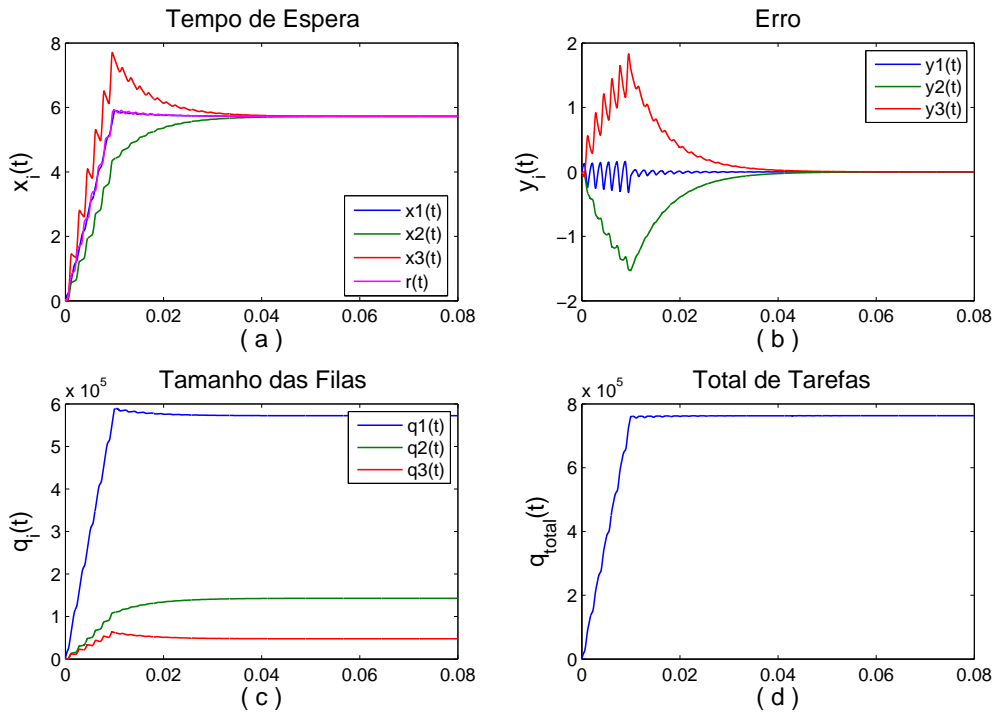 Tempo de Espera
x_i(t)
8
6
4
2
0
0 0.02 0.04 0.06 0.08
x1(t)
x2(t)
x3(t)
r(t)
( a )
Erro
y_i(t)
2
1
0
−1
−2
0 0.02 0.04 0.06 0.08
y1(t)
y2(t)
y3(t)
( b )
Tamanho das Filas
x 10^5
q_i(t)
6
5
4
3
2
1
0
0 0.02 0.04 0.06 0.08
q1(t)
q2(t)
q3(t)
( c )
Total de Tarefas
x 10^5
q_total(t)
8
6
4
2
0
0 0.02 0.04 0.06 0.08
( d )